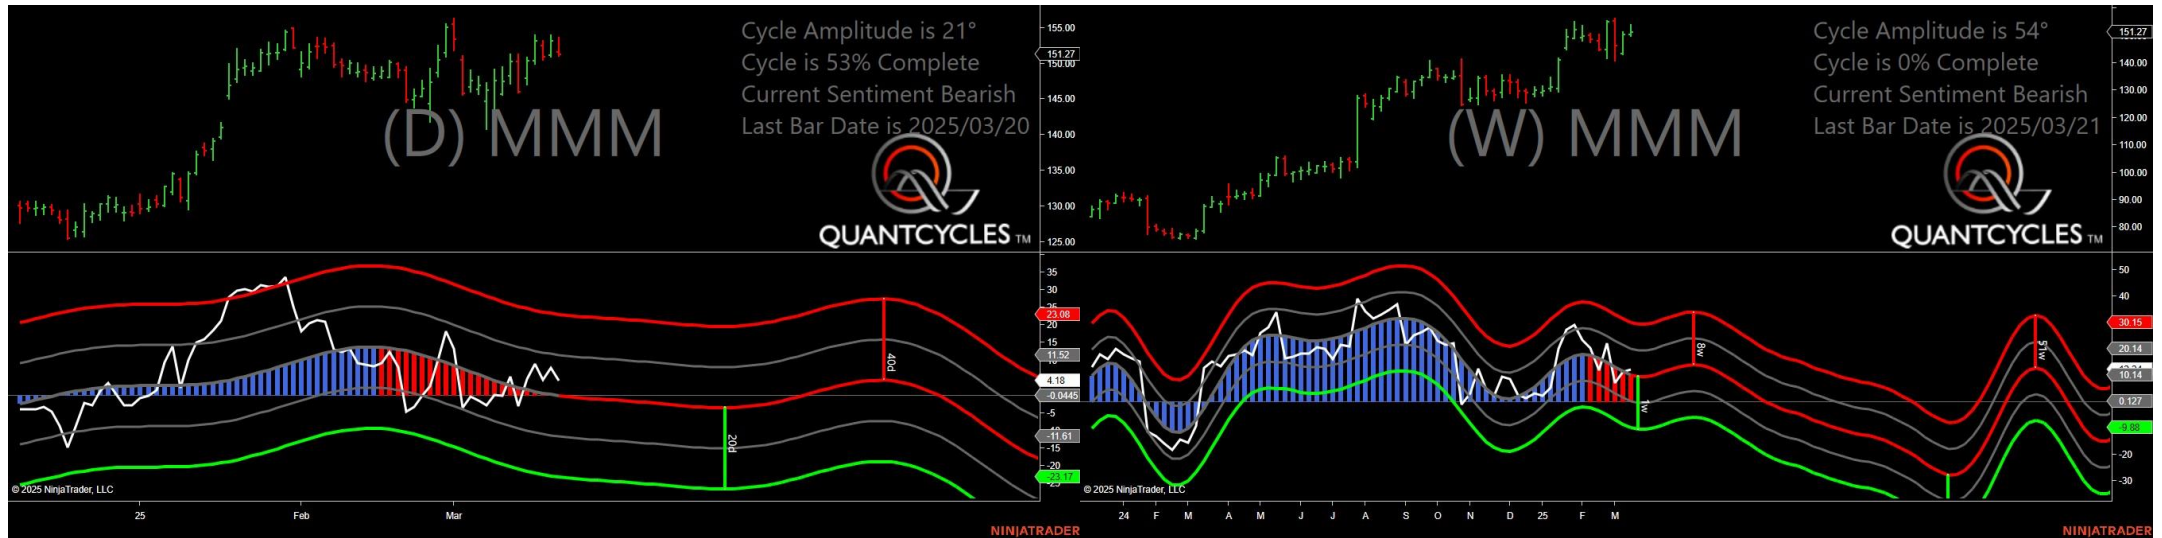 Cycle Amplitude is 21°
Cycle is 53% Complete
Current Sentiment Bearish
Last Bar Date is 2025/03/20
(D) MMM
QUANTCYCLES TM
155.00
151.27
150.00
145.00
140.00
135.00
130.00
125.00
35
30
25
23.08
20
15
11.52
4.18
-0.0445
-5
-11.61
-15
-20
-23.17
40d
20d
© 2025 NinjaTrader, LLC
25 Feb Mar
NINJATRADER
Cycle Amplitude is 54°
Cycle is 0% Complete
Current Sentiment Bearish
Last Bar Date is 2025/03/21
(W) MMM
QUANTCYCLES TM
151.27
140.00
130.00
120.00
110.00
100.00
90.00
80.00
50
40
30.15
20.14
10.14
0.127
-9.88
-20
-30
8w
1w
51w
© 2025 NinjaTrader, LLC
24 F M A M J J A S O N D 25 F M
NINJATRADER